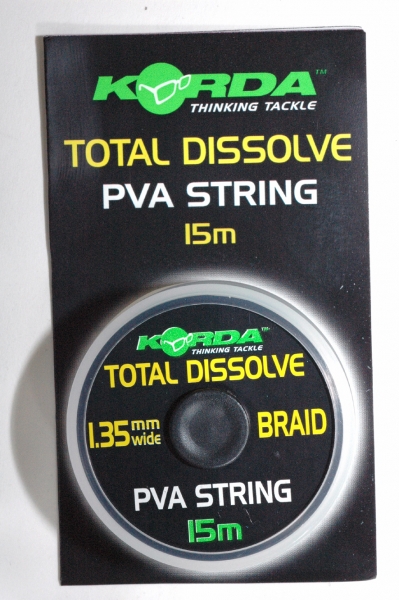 KORDA™
THINKING TACKLE
TOTAL DISSOLVE
PVA STRING
15m
KORDA™
THINKING TACKLE
TOTAL DISSOLVE
1.35mm wide BRAID
PVA STRING
15m